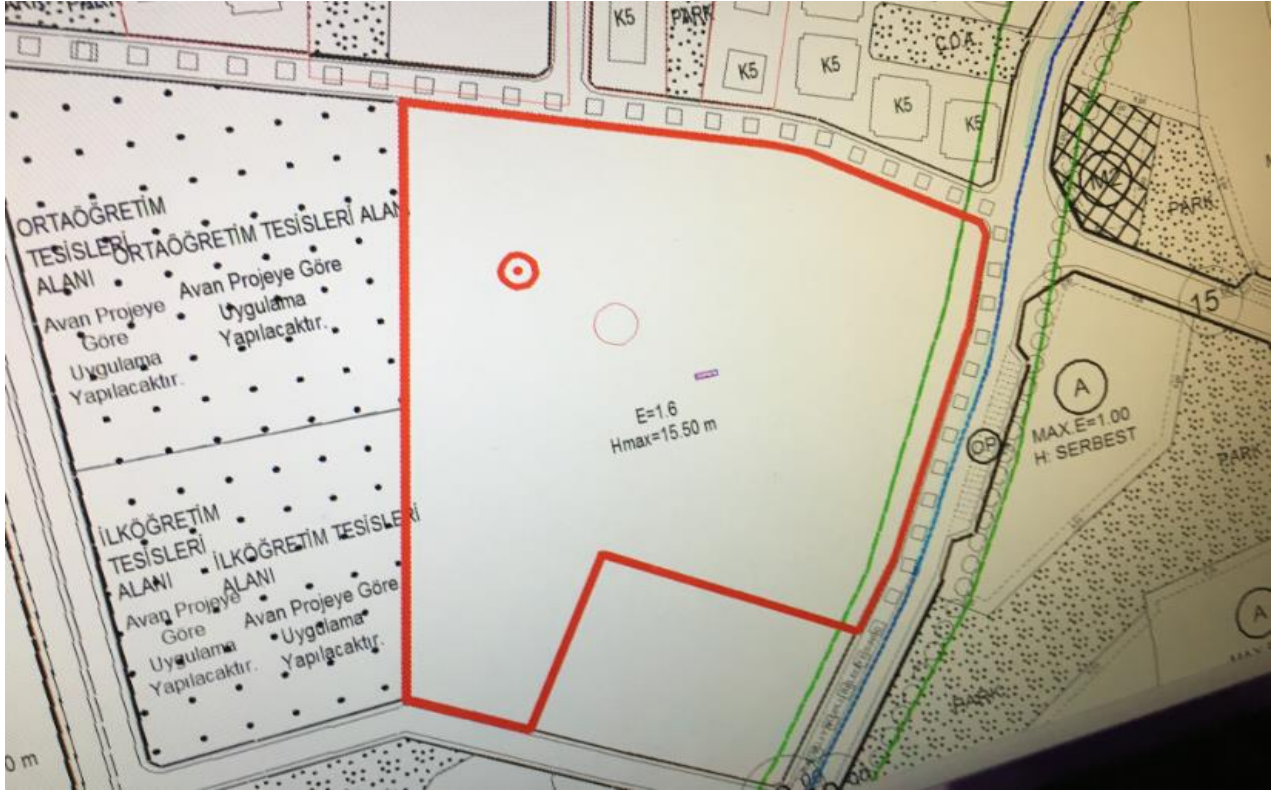 K5
PARK
K5
K5
Ç.O.A.
K5
K5
M2
PARK
ORTAÖĞRETİM
TESİSLERİ
ALANI
Avan Projeye
Göre
Uygulama
Yapılacaktır.
ORTAÖĞRETİM TESİSLERİ ALAN
Avan Projeye Göre
Uygulama
Yapılacaktır.
15
A
MAX.E=1.00
H: SERBEST
OP
PARK
E=1.6
Hmax=15.50 m
İLKÖĞRETİM
TESİSLERİ
ALANI
Avan Projeye
Göre
Uygulama
Yapılacaktır.
İLKÖĞRETİM TESİSLERİ
ALANI
Avan Projeye Göre
Uygulama
Yapılacaktır.
A
PARK
0 m